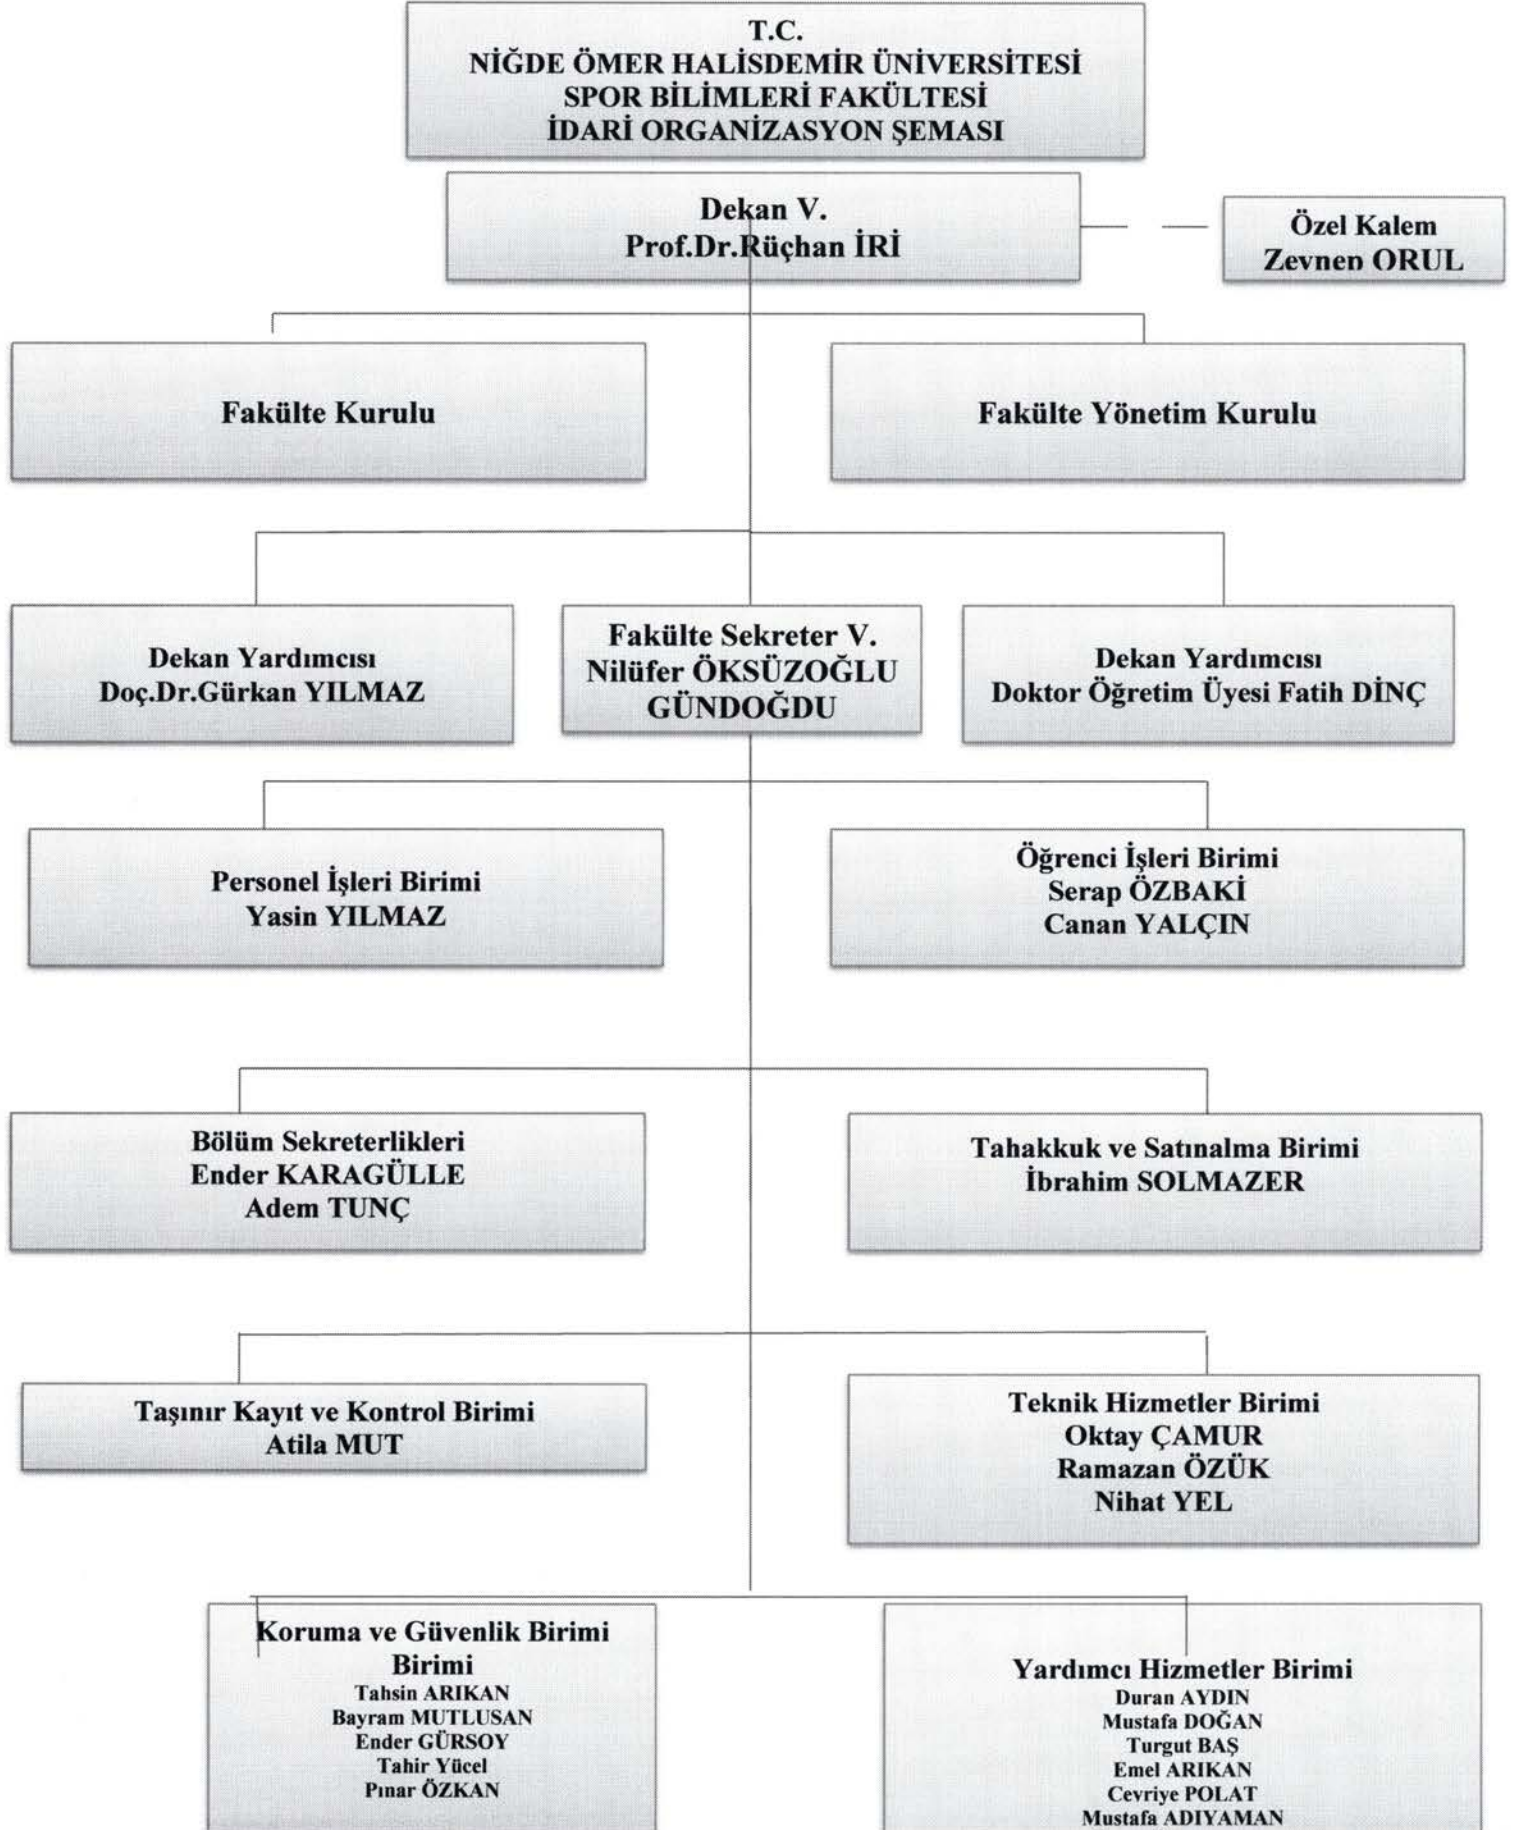 T.C.
NİĞDE ÖMER HALİSDEMİR ÜNİVERSİTESİ
SPOR BİLİMLERİ FAKÜLTESİ
İDARİ ORGANİZASYON ŞEMASI
Dekan V.
Prof.Dr.Rüçhan İRİ
Özel Kalem
Zeynep ORUL
Fakülte Kurulu
Fakülte Yönetim Kurulu
Dekan Yardımcısı
Doç.Dr.Gürkan YILMAZ
Fakülte Sekreter V.
Nilüfer ÖKSÜZOĞLU
GÜNDOĞDU
Dekan Yardımcısı
Doktor Öğretim Üyesi Fatih DİNÇ
Personel İşleri Birimi
Yasin YILMAZ
Öğrenci İşleri Birimi
Serap ÖZBAKİ
Canan YALÇIN
Bölüm Sekreterlikleri
Ender KARAGÜLLE
Adem TUNÇ
Tahakkuk ve Satınalma Birimi
İbrahim SOLMAZER
Taşınır Kayıt ve Kontrol Birimi
Atila MUT
Teknik Hizmetler Birimi
Oktay ÇAMUR
Ramazan ÖZÜK
Nihat YEL
Koruma ve Güvenlik Birimi
Birimi
Tahsin ARIKAN
Bayram MUTLUSAN
Ender GÜRSOY
Tahir Yücel
Pınar ÖZKAN
Yardımcı Hizmetler Birimi
Duran AYDIN
Mustafa DOĞAN
Turgut BAŞ
Emel ARIKAN
Cevriye POLAT
Mustafa ADIYAMAN